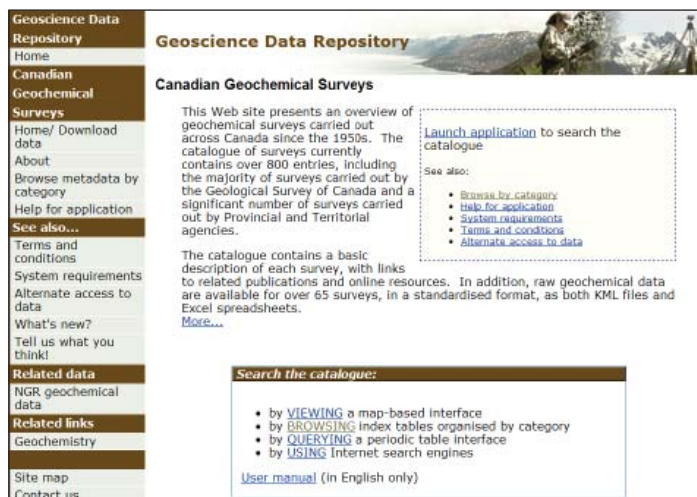 Geoscience Data
Repository
Home
Canadian
Geochemical
Surveys
Home/ Download
data
About
Browse metadata by
category
Help for application
See also...
Terms and
conditions
System requirements
Alternate access to
data
What's new?
Tell us what you
think!
Related data
NGR geochemical
data
Related links
Geochemistry
Site map
Contact us
Geoscience Data Repository
Canadian Geochemical Surveys
This Web site presents an overview of
geochemical surveys carried out
across Canada since the 1950s. The
catalogue of surveys currently
contains over 800 entries, including
the majority of surveys carried out by
the Geological Survey of Canada and a
significant number of surveys carried
out by Provincial and Territorial
agencies.
Launch application to search the
catalogue
See also:
• Browse by category
• Help for application
• System requirements
• Terms and conditions
• Alternate access to data
The catalogue contains a basic
description of each survey, with links
to related publications and online resources. In addition, raw geochemical data
are available for over 65 surveys, in a standardised format, as both KML files and
Excel spreadsheets.
More...
Search the catalogue:
• by VIEWING a map-based interface
• by BROWSING index tables organised by category
• by QUERYING a periodic table interface
• by USING Internet search engines
User manual (in English only)